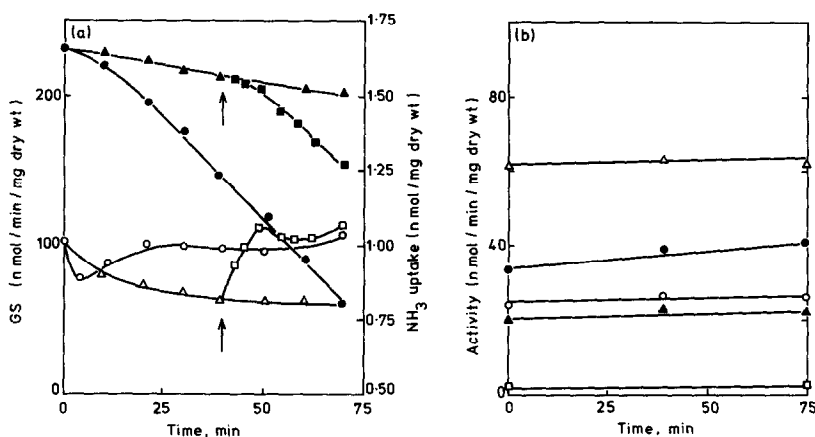 (a)
GS (n mol / min / mg dry wt)
200
100
0
1·75
1·50
1·25
1·00
0·75
0·50
NH3 uptake (n mol / mg dry wt)
0
25
50
75
Time, min
(b)
Activity (n mol / min / mg dry wt)
80
40
0
0
25
50
75
Time, min